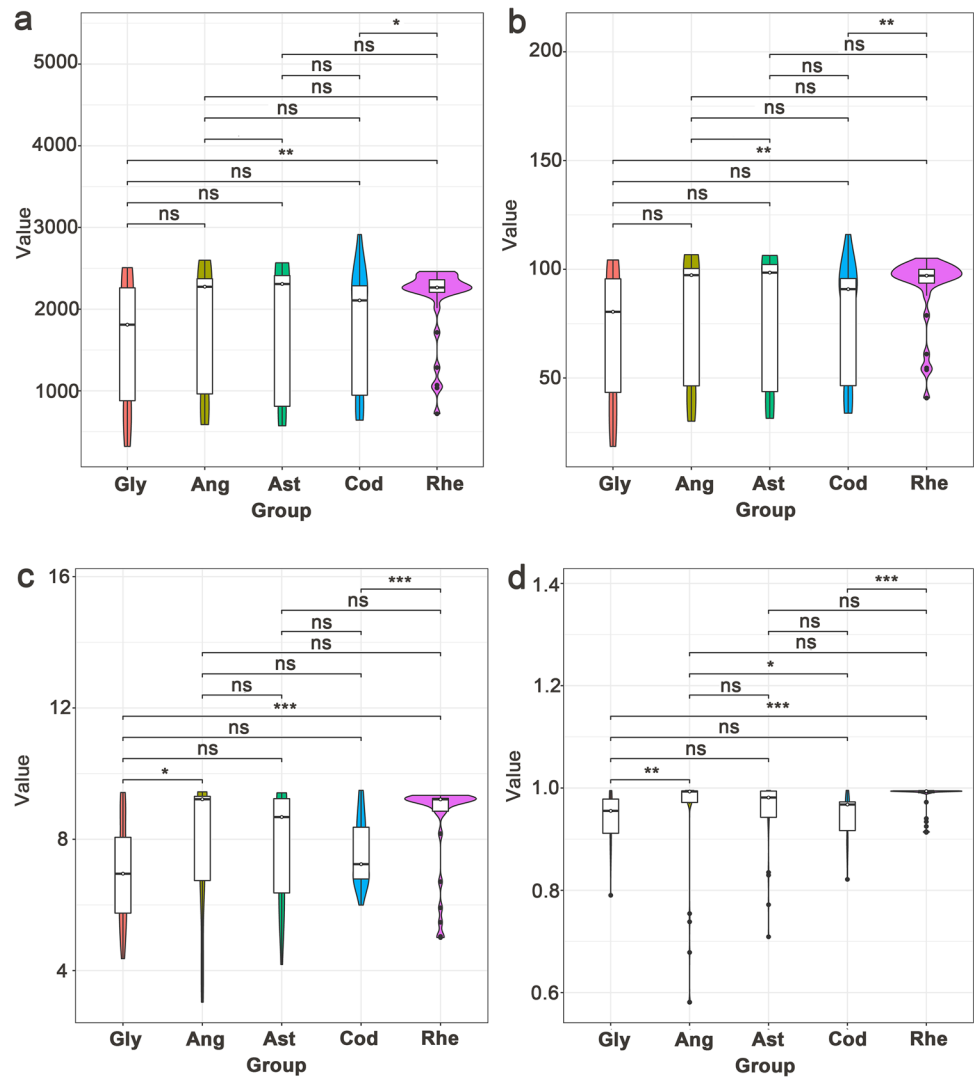 a
*
ns
5000
ns
ns
ns
4000
**
ns
ns
3000
ns
Value
2000
1000
Gly Ang Ast Cod Rhe
Group
b
**
200
ns
ns
ns
ns
150
**
ns
ns
ns
Value
100
50
Gly Ang Ast Cod Rhe
Group
c
16
***
ns
ns
ns
ns
ns
12
***
ns
ns
*
Value
8
4
Gly Ang Ast Cod Rhe
Group
d
1.4
***
ns
ns
ns
*
1.2
ns
***
ns
ns
**
Value
1.0
0.8
0.6
Gly Ang Ast Cod Rhe
Group